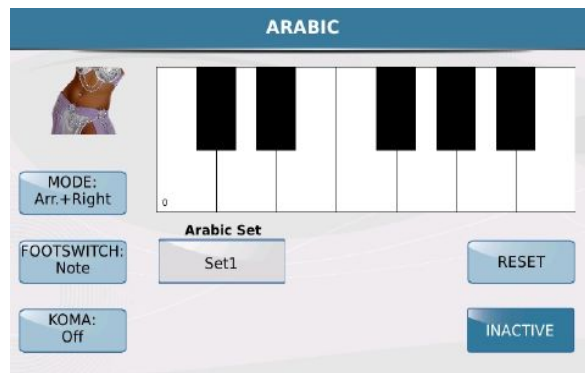 ARABIC
MODE:
Arr.+Right
0
Arabic Set
FOOTSWITCH:
Note
Set1
RESET
KOMA:
Off
INACTIVE